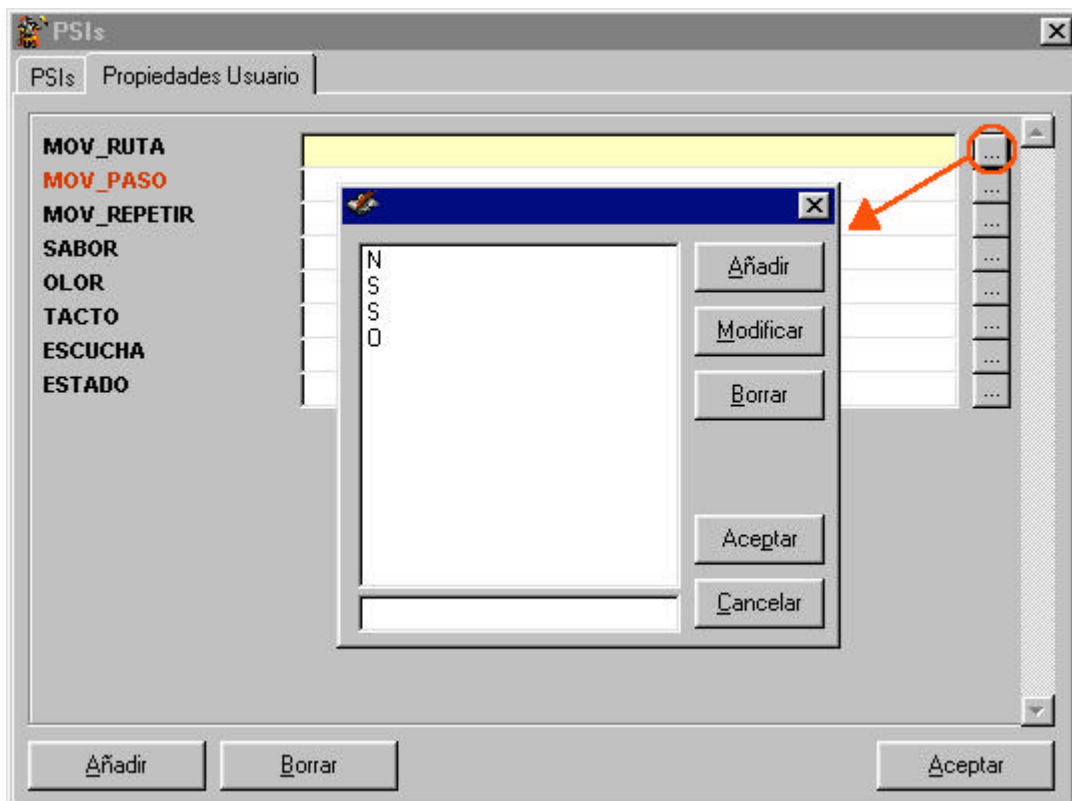 PSIs
PSIs Propiedades Usuario
MOV_RUTA ...
MOV_PASO ...
MOV_REPETIR ...
SABOR ...
OLOR ...
TACTO ...
ESCUCHA ...
ESTADO ...
N
S
S
O
Añadir
Modificar
Borrar
Aceptar
Cancelar
Añadir Borrar Aceptar